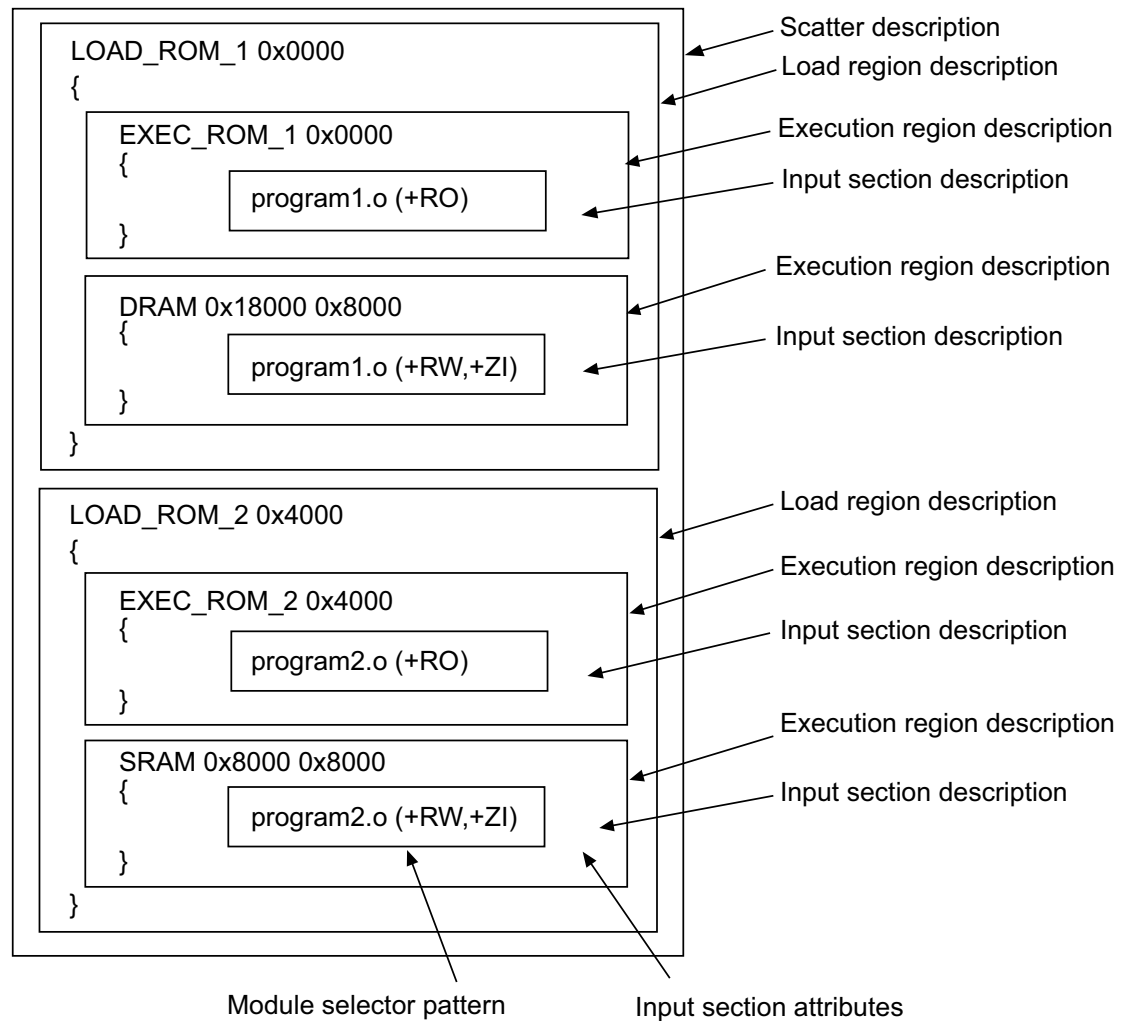 Scatter description
LOAD_ROM_1 0x0000
Load region description
{
EXEC_ROM_1 0x0000
Execution region description
{
program1.o (+RO)
Input section description
}
DRAM 0x18000 0x8000
Execution region description
{
program1.o (+RW,+ZI)
Input section description
}
}
LOAD_ROM_2 0x4000
Load region description
{
EXEC_ROM_2 0x4000
Execution region description
{
program2.o (+RO)
Input section description
}
SRAM 0x8000 0x8000
Execution region description
{
program2.o (+RW,+ZI)
Input section description
}
}
Module selector pattern
Input section attributes